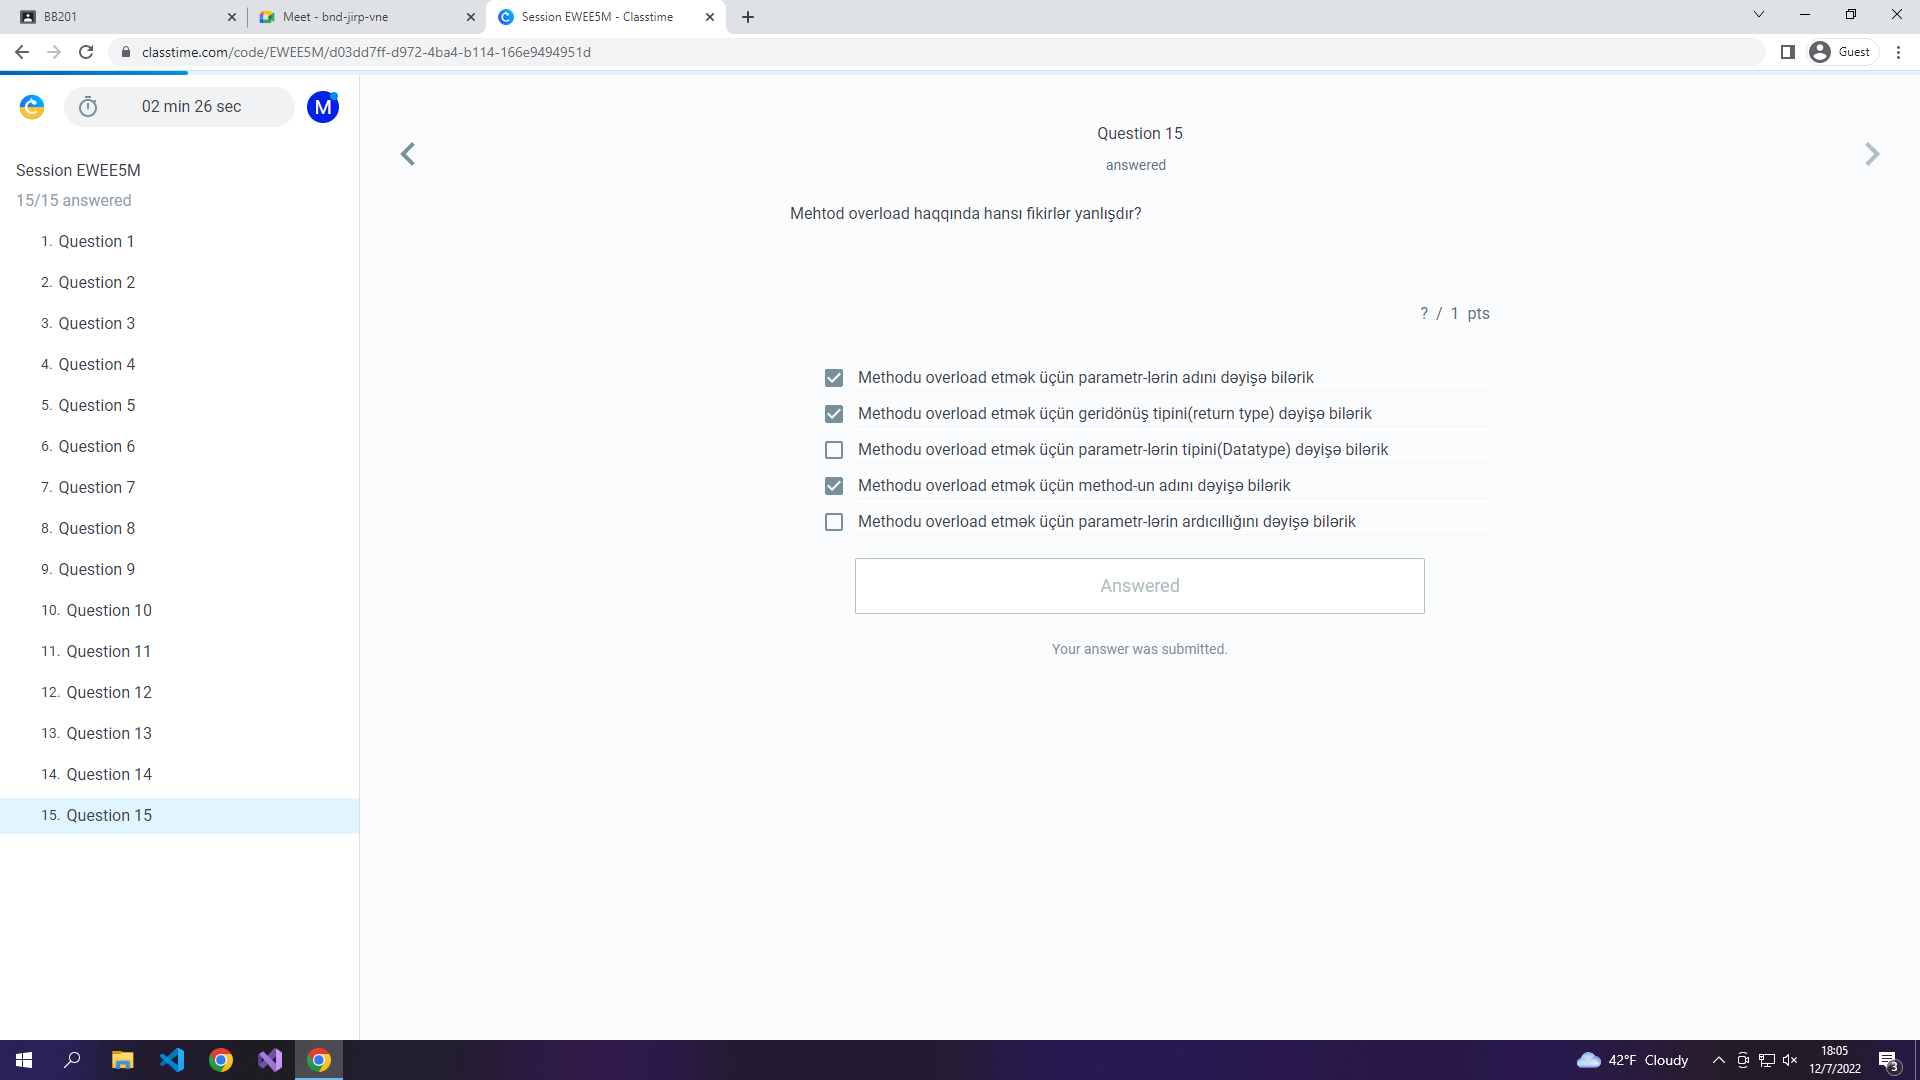 BB201
Meet - bnd-jirp-vne
Session EWEE5M - Classtime
classtime.com/code/EWEE5M/d03dd7ff-d972-4ba4-b114-166e9494951d
Guest
02 min 26 sec
M
Session EWEE5M
15/15 answered
1. Question 1
2. Question 2
3. Question 3
4. Question 4
5. Question 5
6. Question 6
7. Question 7
8. Question 8
9. Question 9
10. Question 10
11. Question 11
12. Question 12
13. Question 13
14. Question 14
15. Question 15
Question 15
answered
Mehtod overload haqqında hansı fikirlər yanlışdır?
? / 1 pts
Methodu overload etmək üçün parametr-lərin adını dəyişə bilərik
Methodu overload etmək üçün geridönüş tipini(return type) dəyişə bilərik
Methodu overload etmək üçün parametr-lərin tipini(Datatype) dəyişə bilərik
Methodu overload etmək üçün method-un adını dəyişə bilərik
Methodu overload etmək üçün parametr-lərin ardıcıllığını dəyişə bilərik
Answered
Your answer was submitted.
42°F Cloudy
18:05
12/7/2022
3